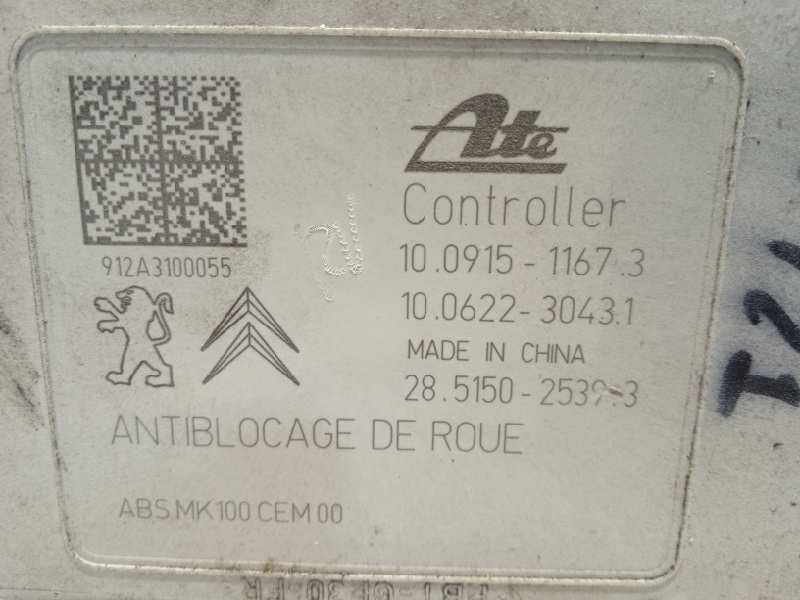 Ate
912A3100055
Controller
10.0915-1167.3
10.0622-3043.1
MADE IN CHINA
28.5150-2539.3
ANTIBLOCAGE DE ROUE
ABS MK100 CEM 00